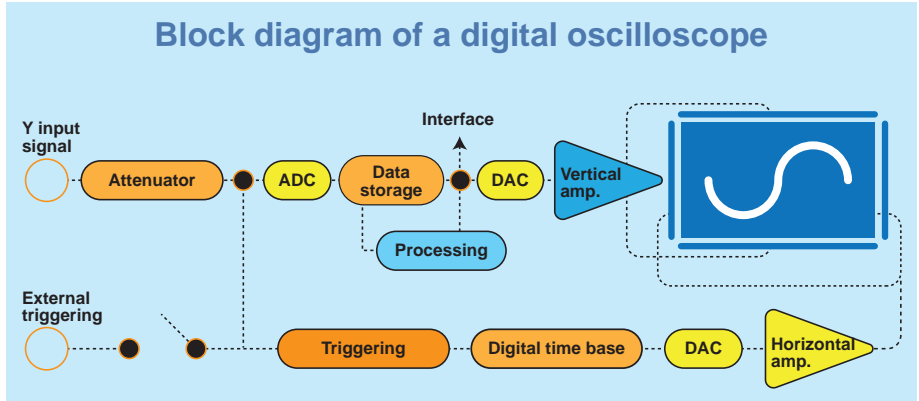 Block diagram of a digital oscilloscope
Y input
signal
Interface
Attenuator
ADC
Data
storage
DAC
Vertical
amp.
Processing
External
triggering
Triggering
Digital time base
DAC
Horizontal
amp.